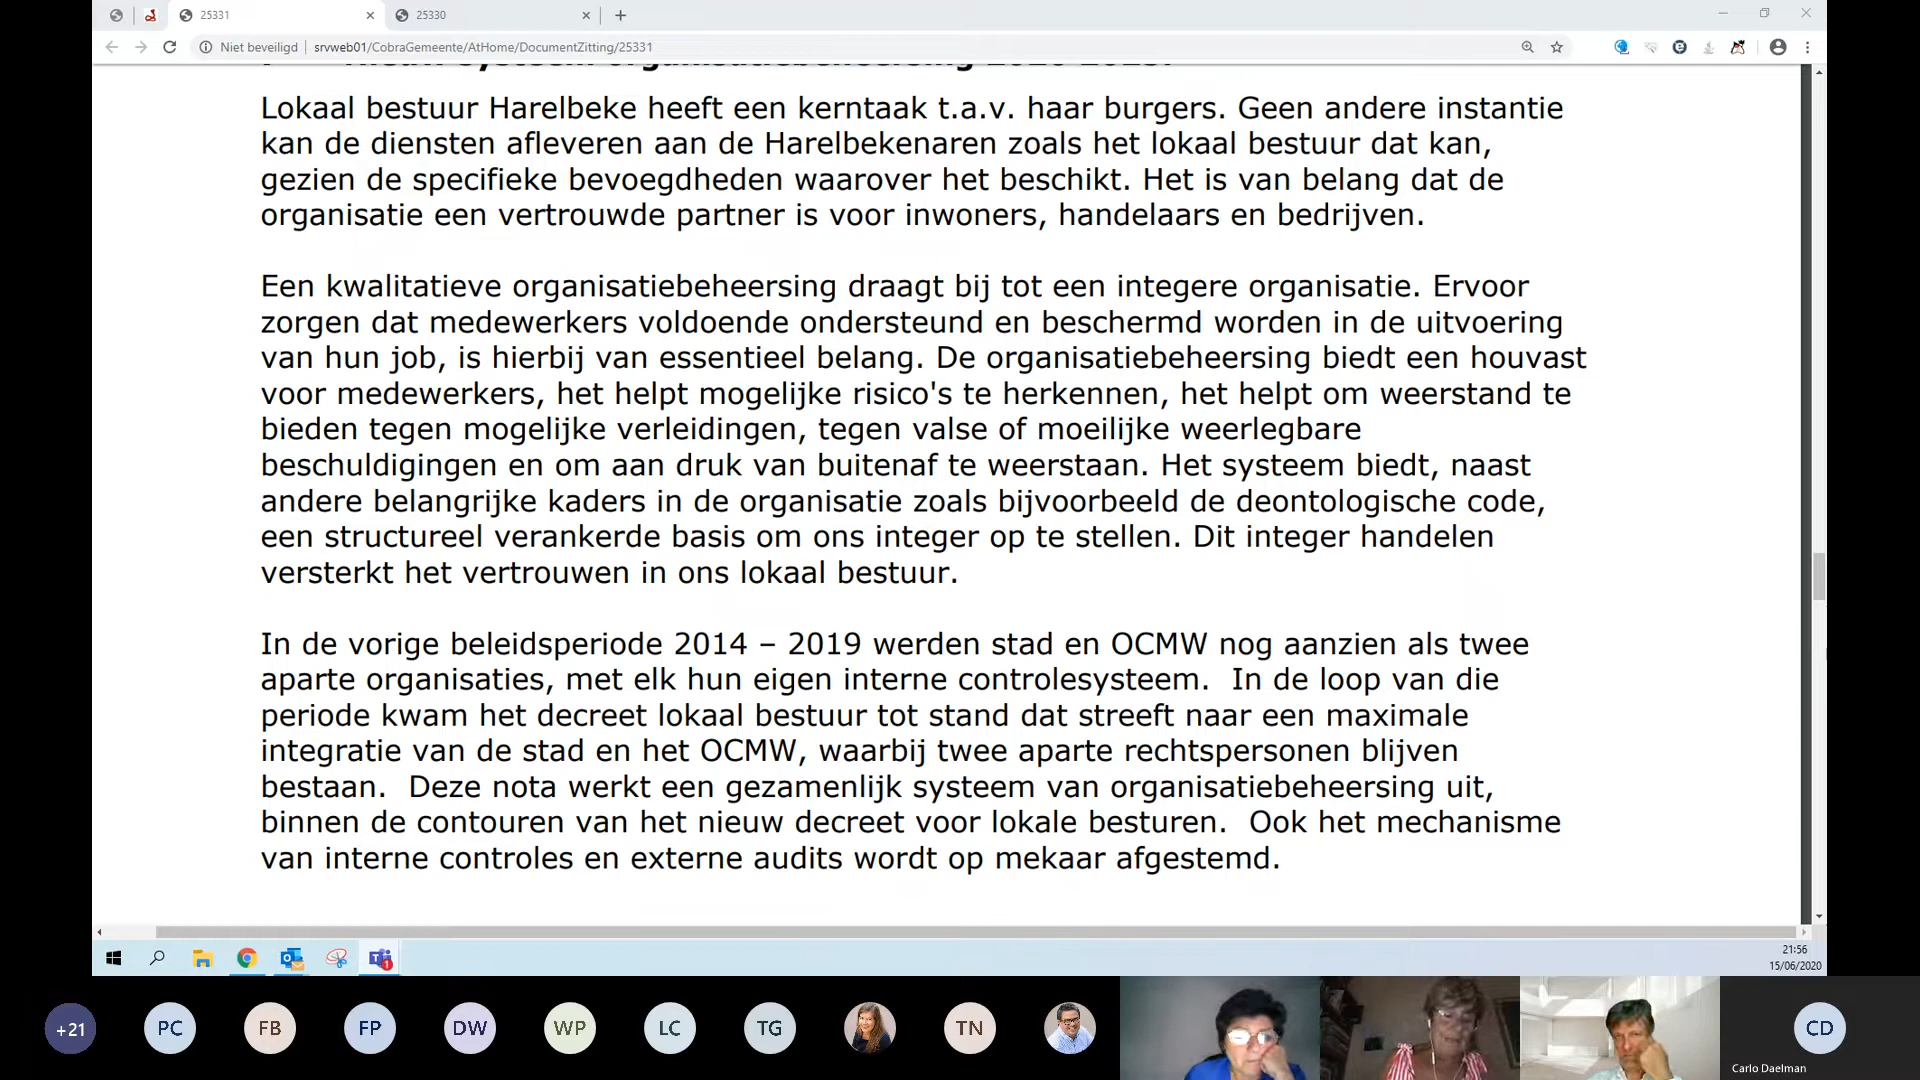 25331
25330
Niet beveiligd
srvweb01/CobraGemeente/AtHome/DocumentZitting/25331
Lokaal bestuur Harelbeke heeft een kerntaak t.a.v. haar burgers. Geen andere instantie
kan de diensten afleveren aan de Harelbekenaren zoals het lokaal bestuur dat kan,
gezien de specifieke bevoegdheden waarover het beschikt. Het is van belang dat de
organisatie een vertrouwde partner is voor inwoners, handelaars en bedrijven.
Een kwalitatieve organisatiebeheersing draagt bij tot een integere organisatie. Ervoor
zorgen dat medewerkers voldoende ondersteund en beschermd worden in de uitvoering
van hun job, is hierbij van essentieel belang. De organisatiebeheersing biedt een houvast
voor medewerkers, het helpt mogelijke risico's te herkennen, het helpt om weerstand te
bieden tegen mogelijke verleidingen, tegen valse of moeilijke weerlegbare
beschuldigingen en om aan druk van buitenaf te weerstaan. Het systeem biedt, naast
andere belangrijke kaders in de organisatie zoals bijvoorbeeld de deontologische code,
een structureel verankerde basis om ons integer op te stellen. Dit integer handelen
versterkt het vertrouwen in ons lokaal bestuur.
In de vorige beleidsperiode 2014 – 2019 werden stad en OCMW nog aanzien als twee
aparte organisaties, met elk hun eigen interne controlesysteem.  In de loop van die
periode kwam het decreet lokaal bestuur tot stand dat streeft naar een maximale
integratie van de stad en het OCMW, waarbij twee aparte rechtspersonen blijven
bestaan.  Deze nota werkt een gezamenlijk systeem van organisatiebeheersing uit,
binnen de contouren van het nieuw decreet voor lokale besturen.  Ook het mechanisme
van interne controles en externe audits wordt op mekaar afgestemd.
21:56
15/06/2020
+21
PC
FB
FP
DW
WP
LC
TG
TN
CD
Carlo Daelman